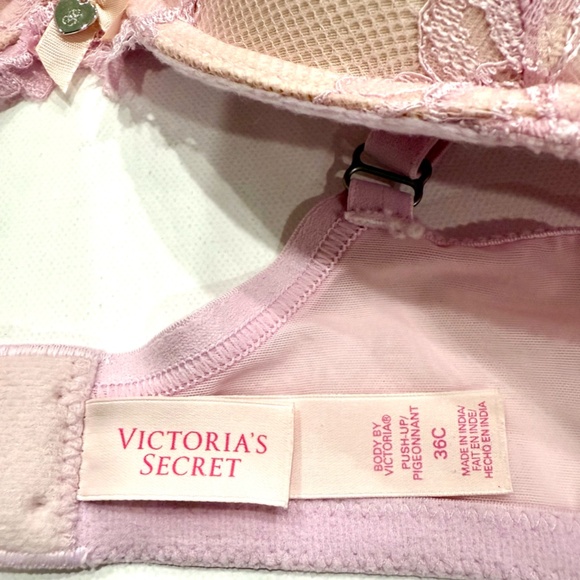 VICTORIA'S
SECRET
BODY BY
VICTORIA®
PUSH-UP/
PIGEONNANT
36C
MADE IN INDIA/
FAIT EN INDE/
HECHO EN INDIA